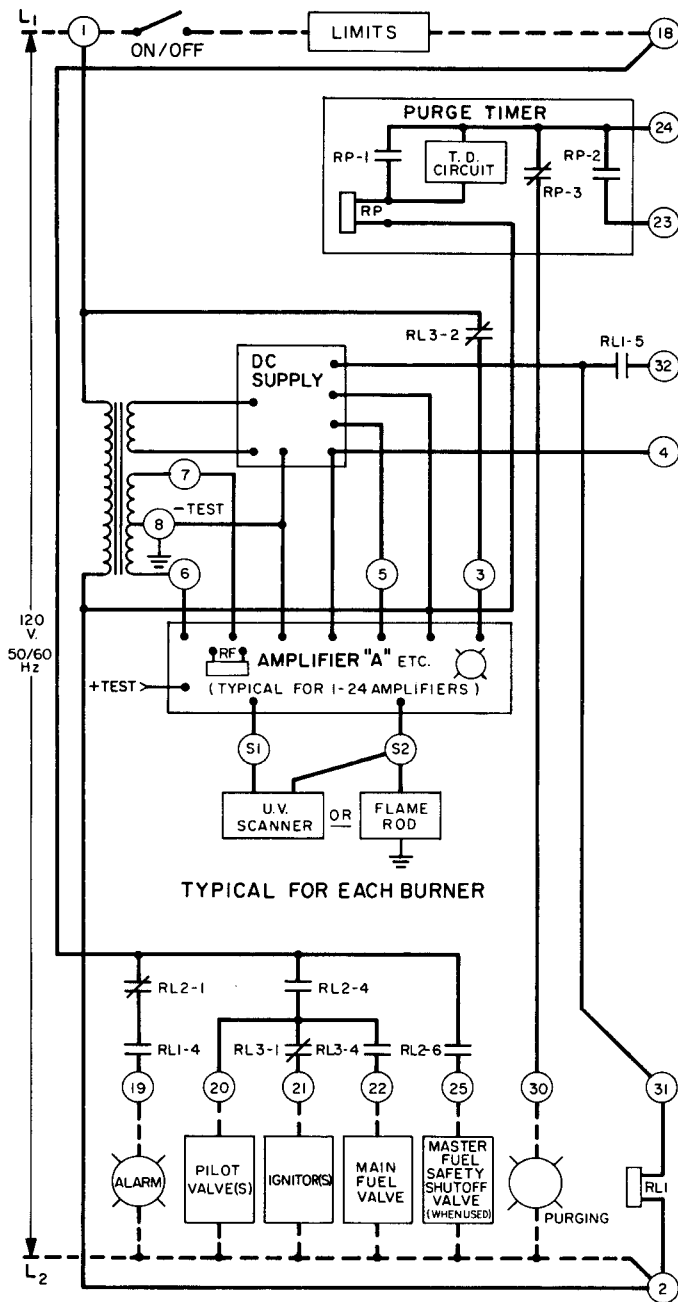 L1
1
ON/OFF
LIMITS
18
PURGE TIMER
24
RP-1
T. D.
CIRCUIT
RP-2
RP-3
RP
23
RL3-2
RL1-5
32
DC
SUPPLY
4
7
8
-TEST
6
5
3
120
V.
50/60
Hz
RF
AMPLIFIER "A" ETC.
+TEST
(TYPICAL FOR 1-24 AMPLIFIERS)
S1
S2
U.V.
SCANNER
OR
FLAME
ROD
TYPICAL FOR EACH BURNER
RL2-1
RL2-4
RL1-4
RL3-1
RL3-4
RL2-6
19
20
21
22
25
30
31
ALARM
PILOT
VALVE(S)
IGNITOR(S)
MAIN
FUEL
VALVE
MASTER
FUEL
SAFETY
SHUTOFF
VALVE
(WHEN USED)
PURGING
RL1
L2
2